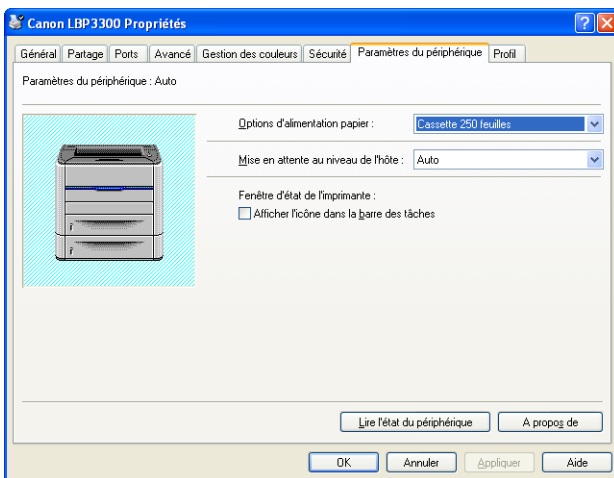 Canon LBP3300 Propriétés
Général Partage Ports Avancé Gestion des couleurs Sécurité Paramètres du périphérique Profil
Paramètres du périphérique : Auto
Options d'alimentation papier : Cassette 250 feuilles
Mise en attente au niveau de l'hôte : Auto
Fenêtre d'état de l'imprimante :
Afficher l'icône dans la barre des tâches
Lire l'état du périphérique A propos de
OK Annuler Appliquer Aide